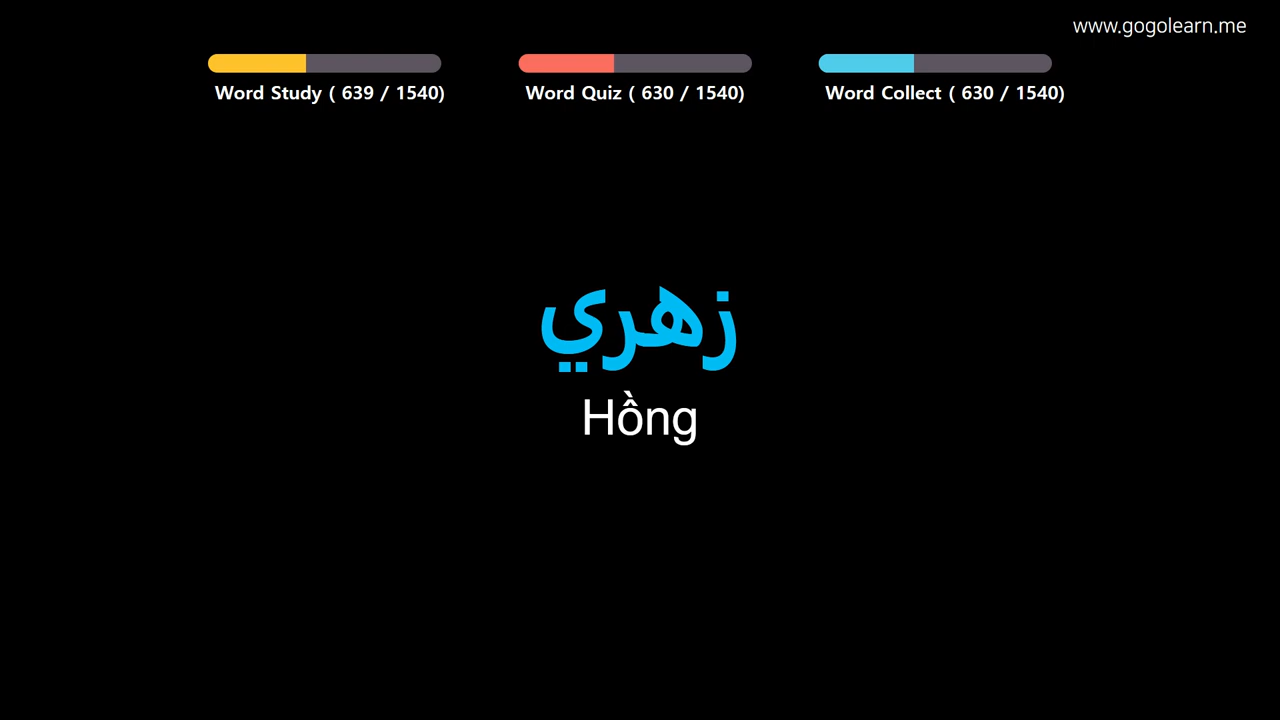 www.gogolearn.me
Word Study ( 639 / 1540)
Word Quiz ( 630 / 1540)
Word Collect ( 630 / 1540)
زهري
Hồng